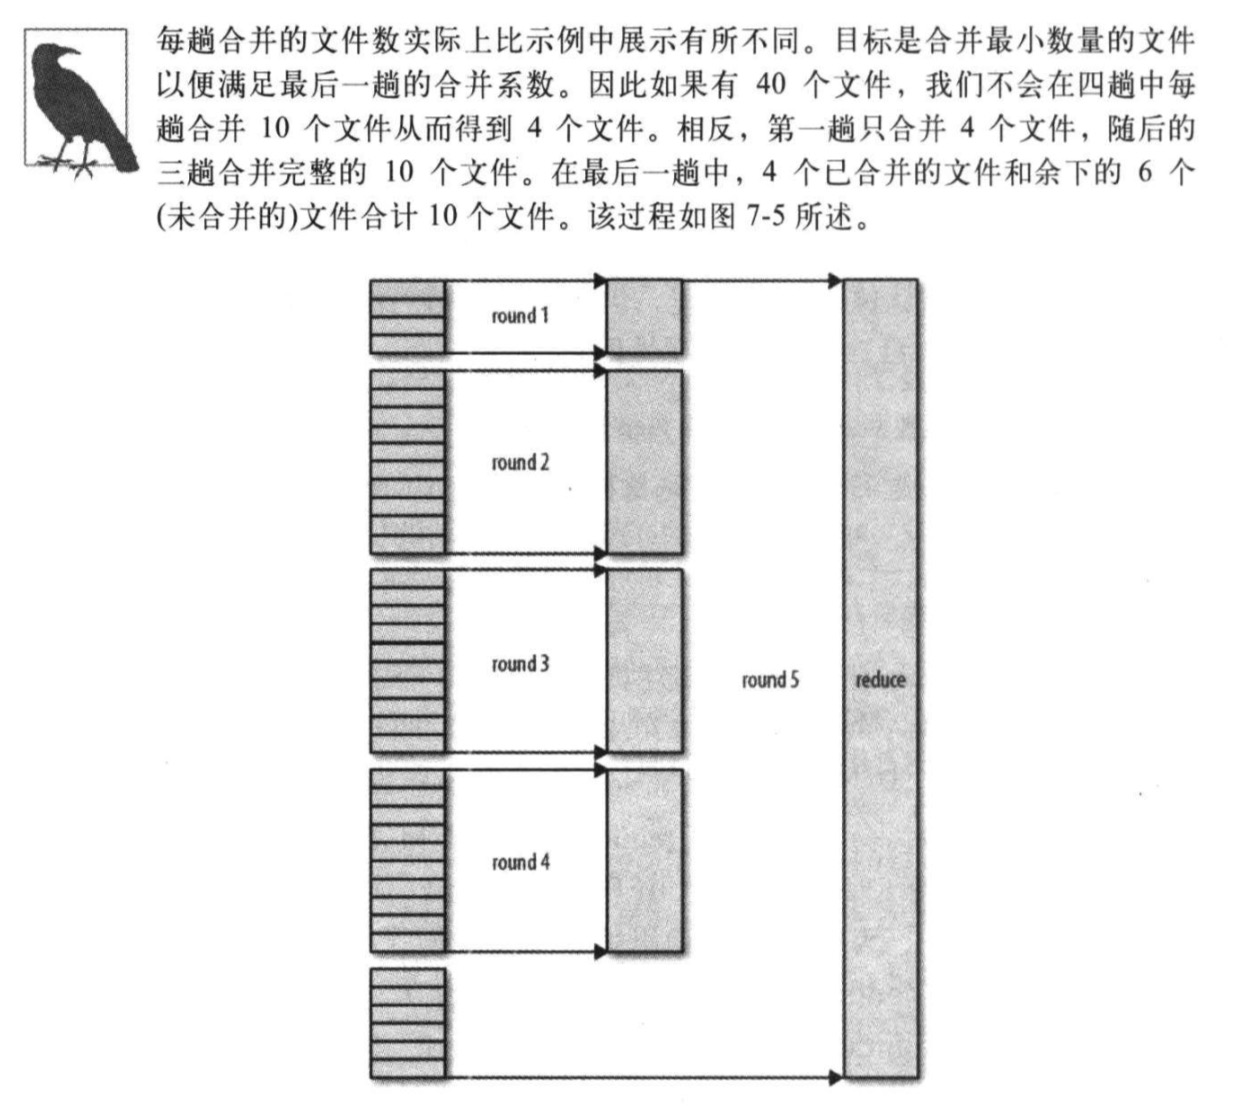 每趟合并的文件数实际上比示例中展示有所不同。目标是合并最小数量的文件
以便满足最后一趟的合并系数。因此如果有 40 个文件，我们不会在四趟中每
趟合并 10 个文件从而得到 4 个文件。相反，第一趟只合并 4 个文件，随后的
三趟合并完整的 10 个文件。在最后一趟中，4 个已合并的文件和余下的 6 个
(未合并的)文件合计 10 个文件。该过程如图 7-5 所述。
round 1
round 2
round 3
round 4
round 5
reduce